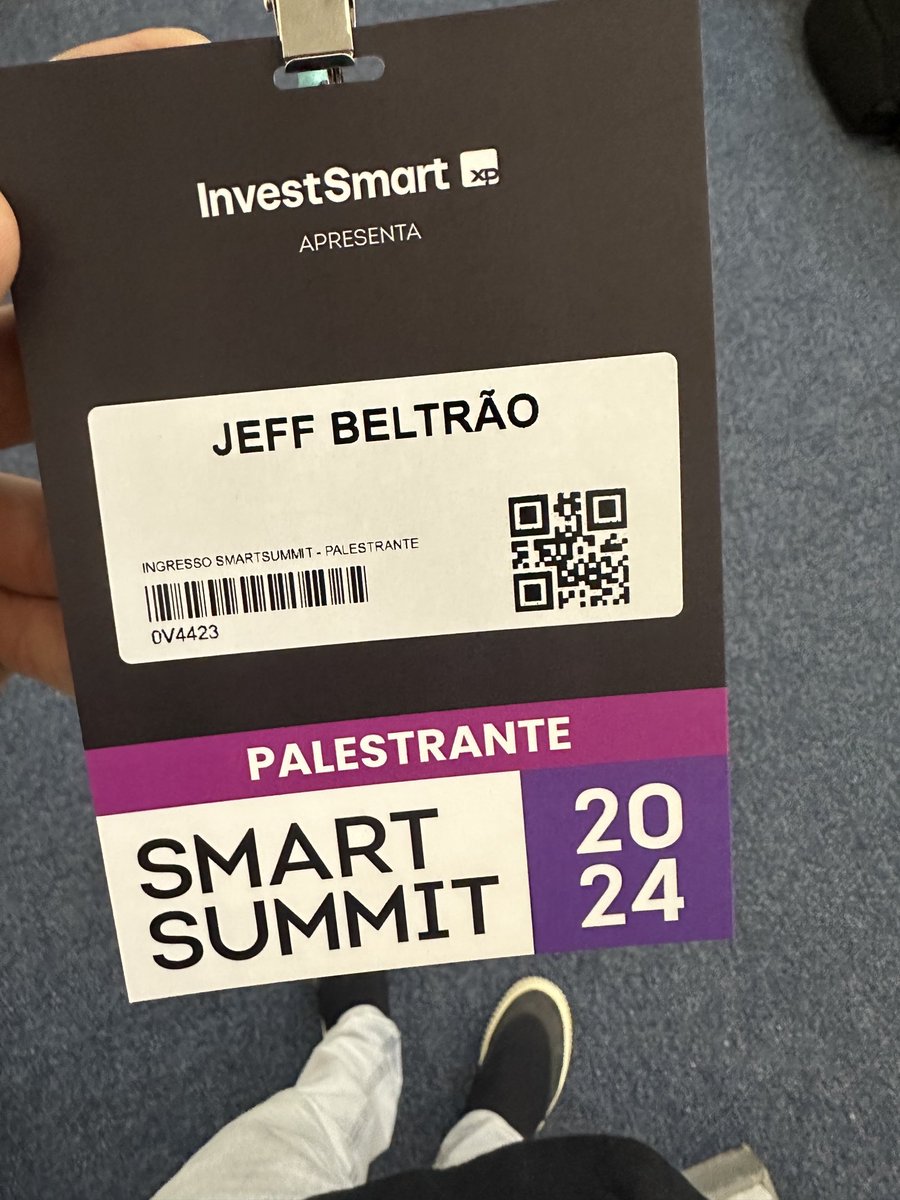 InvestSmart XP
APRESENTA
JEFF BELTRÃO
INGRESSO SMARTSUMMIT - PALESTRANTE
0V4423
PALESTRANTE
SMART
SUMMIT
20
24